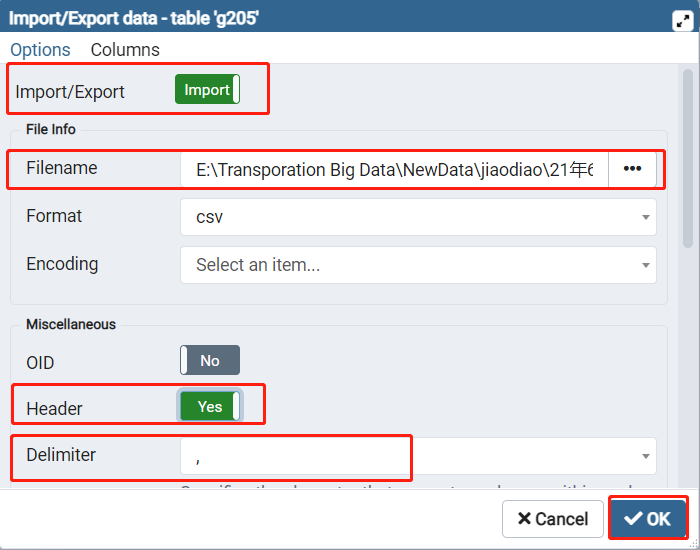 Import/Export data - table 'g205'
Options Columns
Import/Export Import
File Info
Filename E:\Transporation Big Data\NewData\jiaodiao\21年6 •••
Format csv
Encoding Select an item...
Miscellaneous
OID No
Header Yes
Delimiter ,
Cancel OK